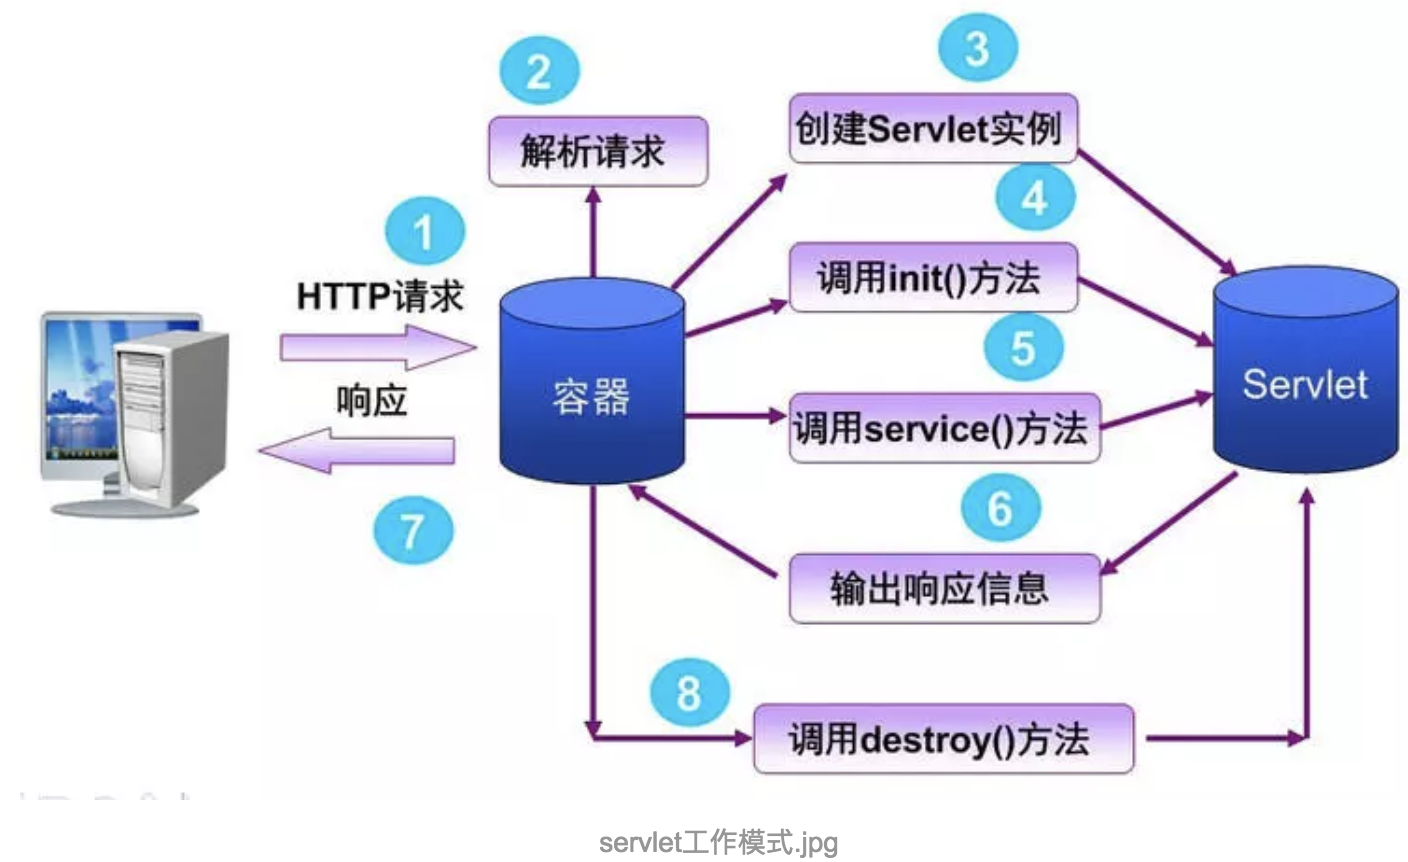 1
HTTP请求
响应
7
2
解析请求
容器
3
创建Servlet实例
4
调用init()方法
5
调用service()方法
6
输出响应信息
8
调用destroy()方法
Servlet
servlet工作模式.jpg